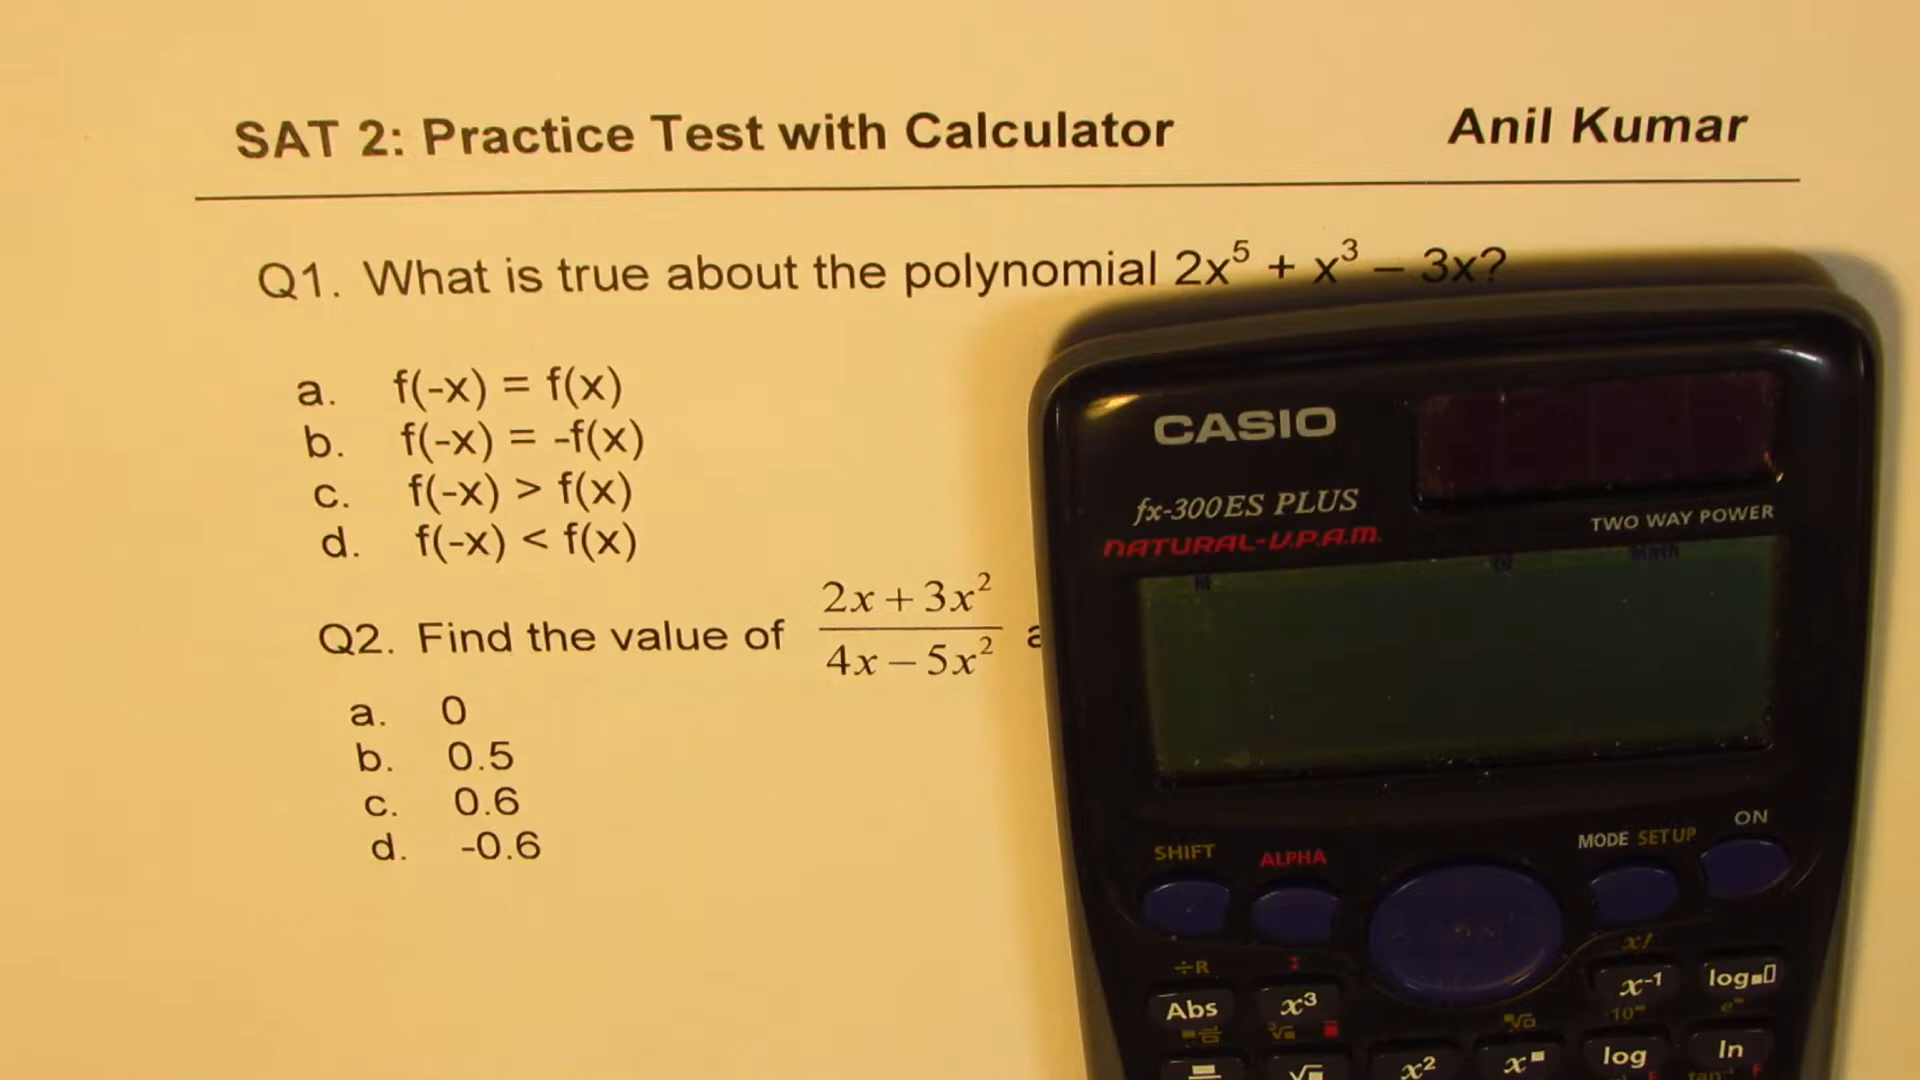 SAT 2: Practice Test with Calculator Anil Kumar
Q1. What is true about the polynomial 2x⁵ + x³ – 3x?
a. f(-x) = f(x)
b. f(-x) = -f(x)
c. f(-x) > f(x)
d. f(-x) < f(x)
Q2. Find the value of
2x + 3x²
4x – 5x²
a. 0
b. 0.5
c. 0.6
d. -0.6
CASIO
fx-300ES PLUS
TWO WAY POWER
NATURAL-V.P.A.M.
M D Math
SHIFT ALPHA MODE SETUP ON
÷R : x!
Abs x³ x⁻¹ log
x² x log ln